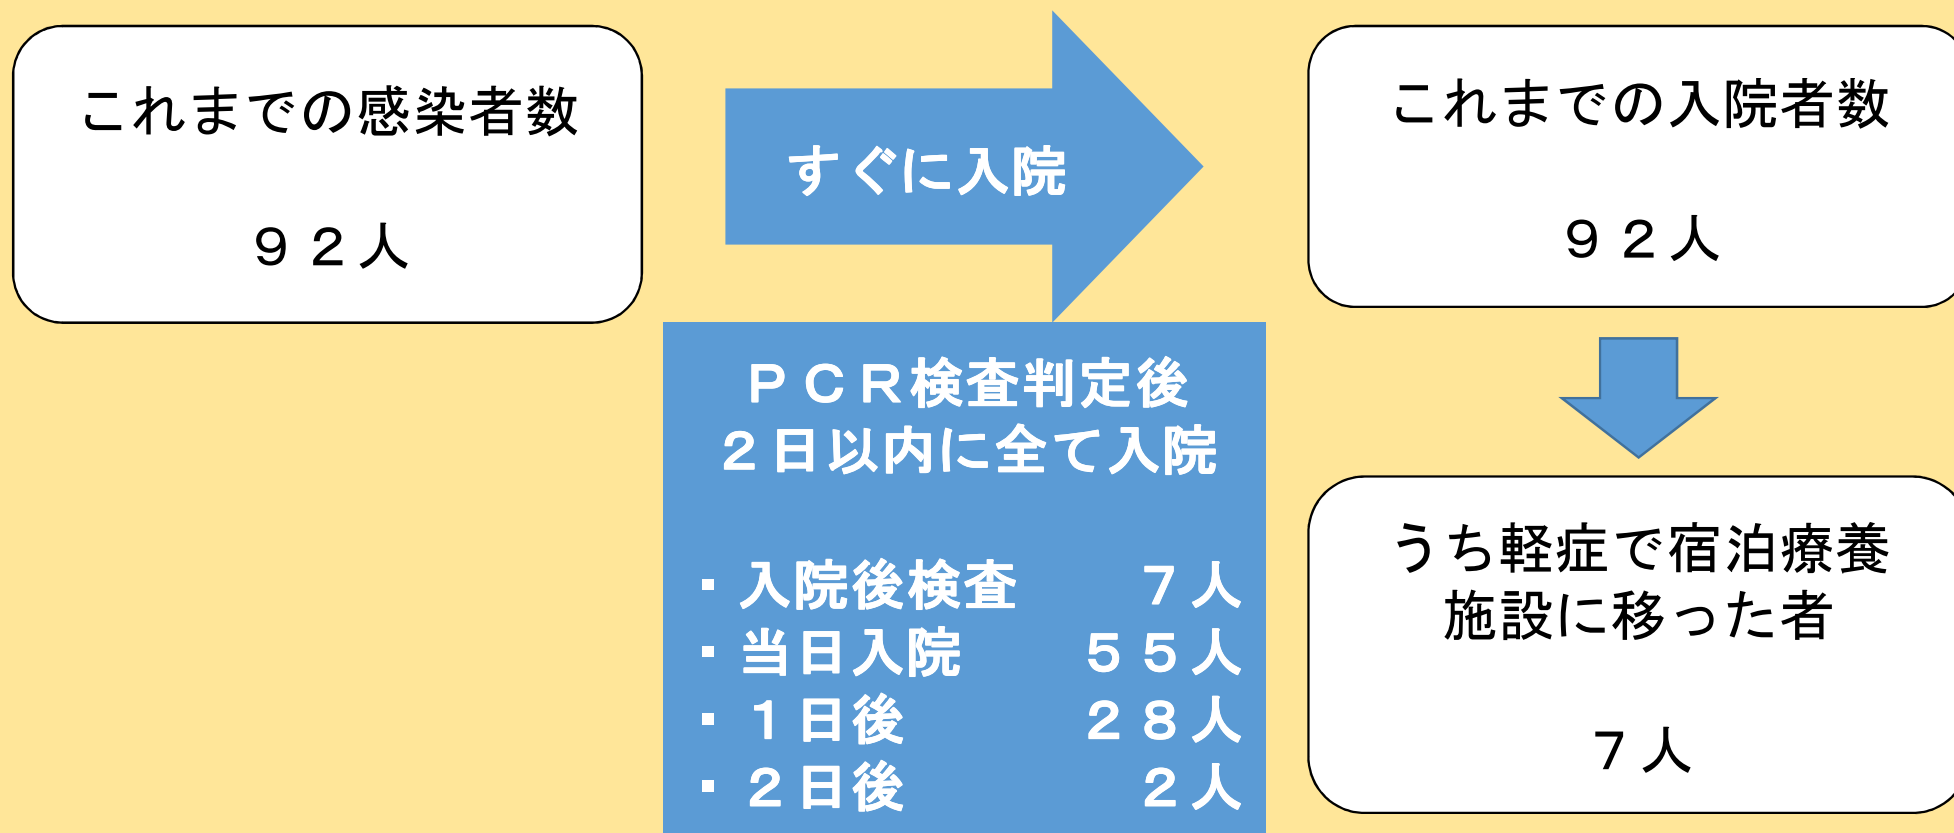 これまでの感染者数
９２人
すぐに入院
これまでの入院者数
９２人
ＰＣＲ検査判定後
２日以内に全て入院
・入院後検査　　７人
・当日入院　　５５人
・１日後　　　２８人
・２日後　　　　２人
うち軽症で宿泊療養
施設に移った者
７人